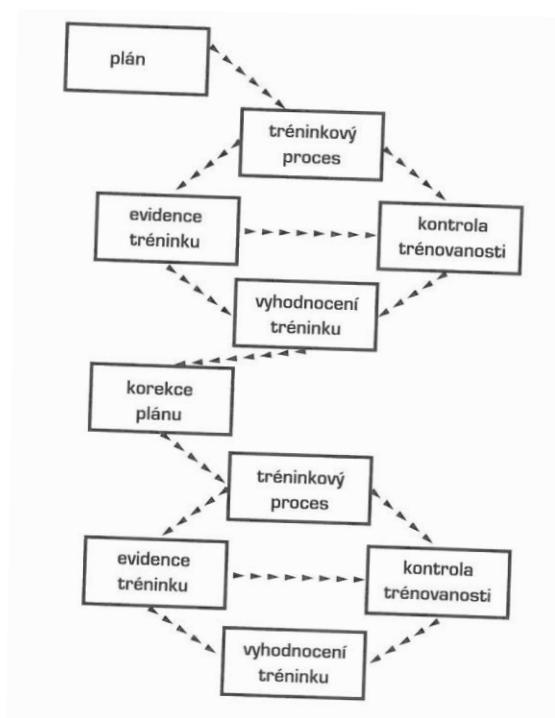 plán
tréninkový
proces
evidence
tréninku
kontrola
trénovanosti
vyhodnocení
tréninku
korekce
plánu
tréninkový
proces
evidence
tréninku
kontrola
trénovanosti
vyhodnocení
tréninku